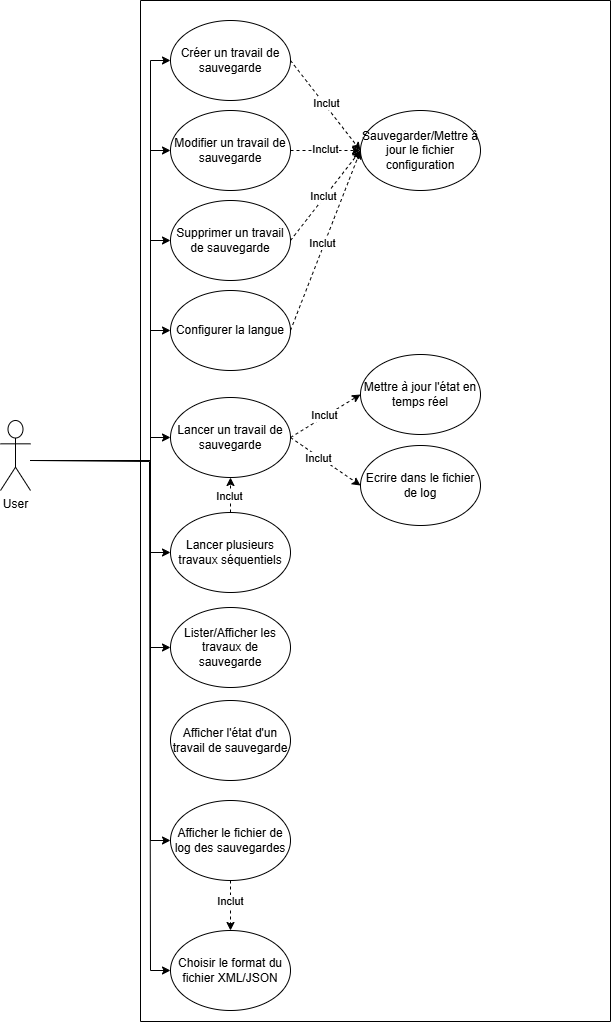 Créer un travail de
sauvegarde
Inclut
Modifier un travail de
sauvegarde
Inclut
Sauvegarder/Mettre à
jour le fichier
configuration
Inclut
Supprimer un travail
de sauvegarde
Inclut
Configurer la langue
Mettre à jour l'état en
temps réel
Lancer un travail de
sauvegarde
Inclut
Inclut
Ecrire dans le fichier
de log
User
Inclut
Lancer plusieurs
travaux séquentiels
Lister/Afficher les
travaux de
sauvegarde
Afficher l'état d'un
travail de sauvegarde
Afficher le fichier de
log des sauvegardes
Inclut
Choisir le format du
fichier XML/JSON